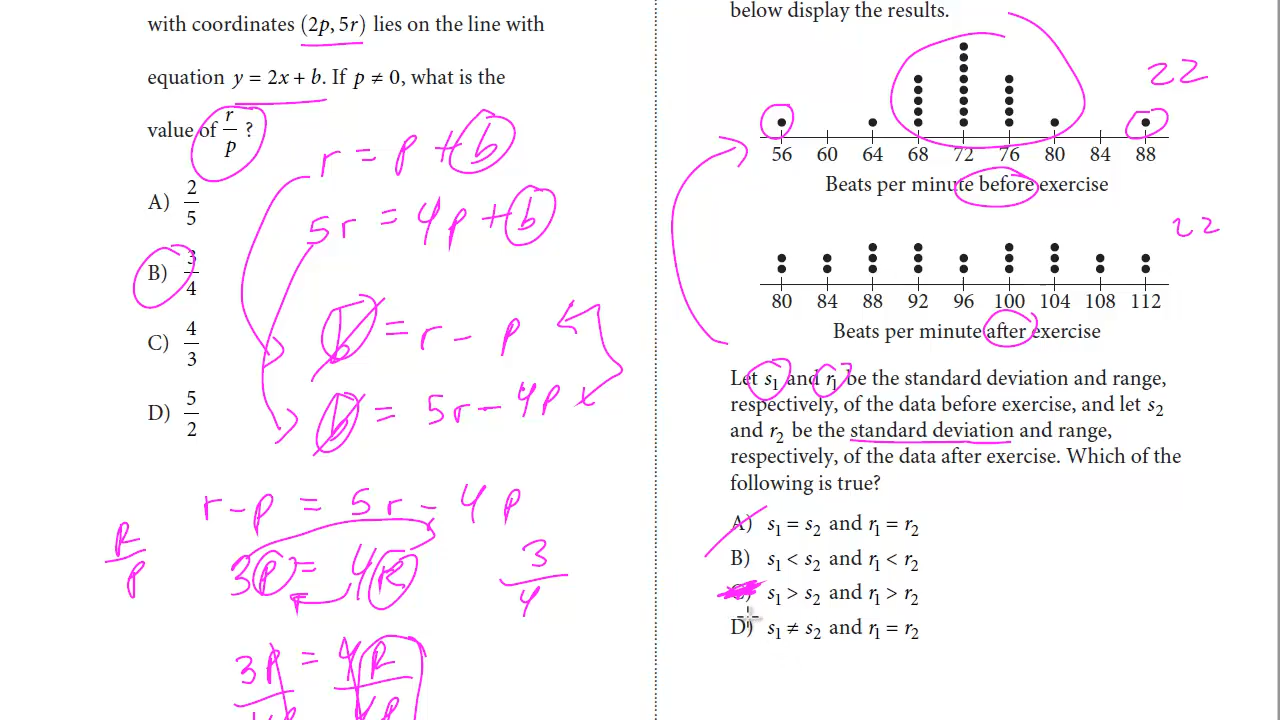 with coordinates (2p, 5r) lies on the line with
equation y = 2x + b. If p ≠ 0, what is the
value of r/p ?
A) 2/5
B) 3/4
C) 4/3
D) 5/2
r = p + b
5r = 4p + b
b = r - p
b = 5r - 4p
r - p = 5r - 4p
R/P
3p = 4R
3/4
3P = 4R
4P
below display the results.
22
56 60 64 68 72 76 80 84 88
Beats per minute before exercise
22
80 84 88 92 96 100 104 108 112
Beats per minute after exercise
Let s₁ and r₁ be the standard deviation and range,
respectively, of the data before exercise, and let s₂
and r₂ be the standard deviation and range,
respectively, of the data after exercise. Which of the
following is true?
A) s₁ = s₂ and r₁ = r₂
B) s₁ < s₂ and r₁ < r₂
C) s₁ > s₂ and r₁ > r₂
D) s₁ ≠ s₂ and r₁ = r₂